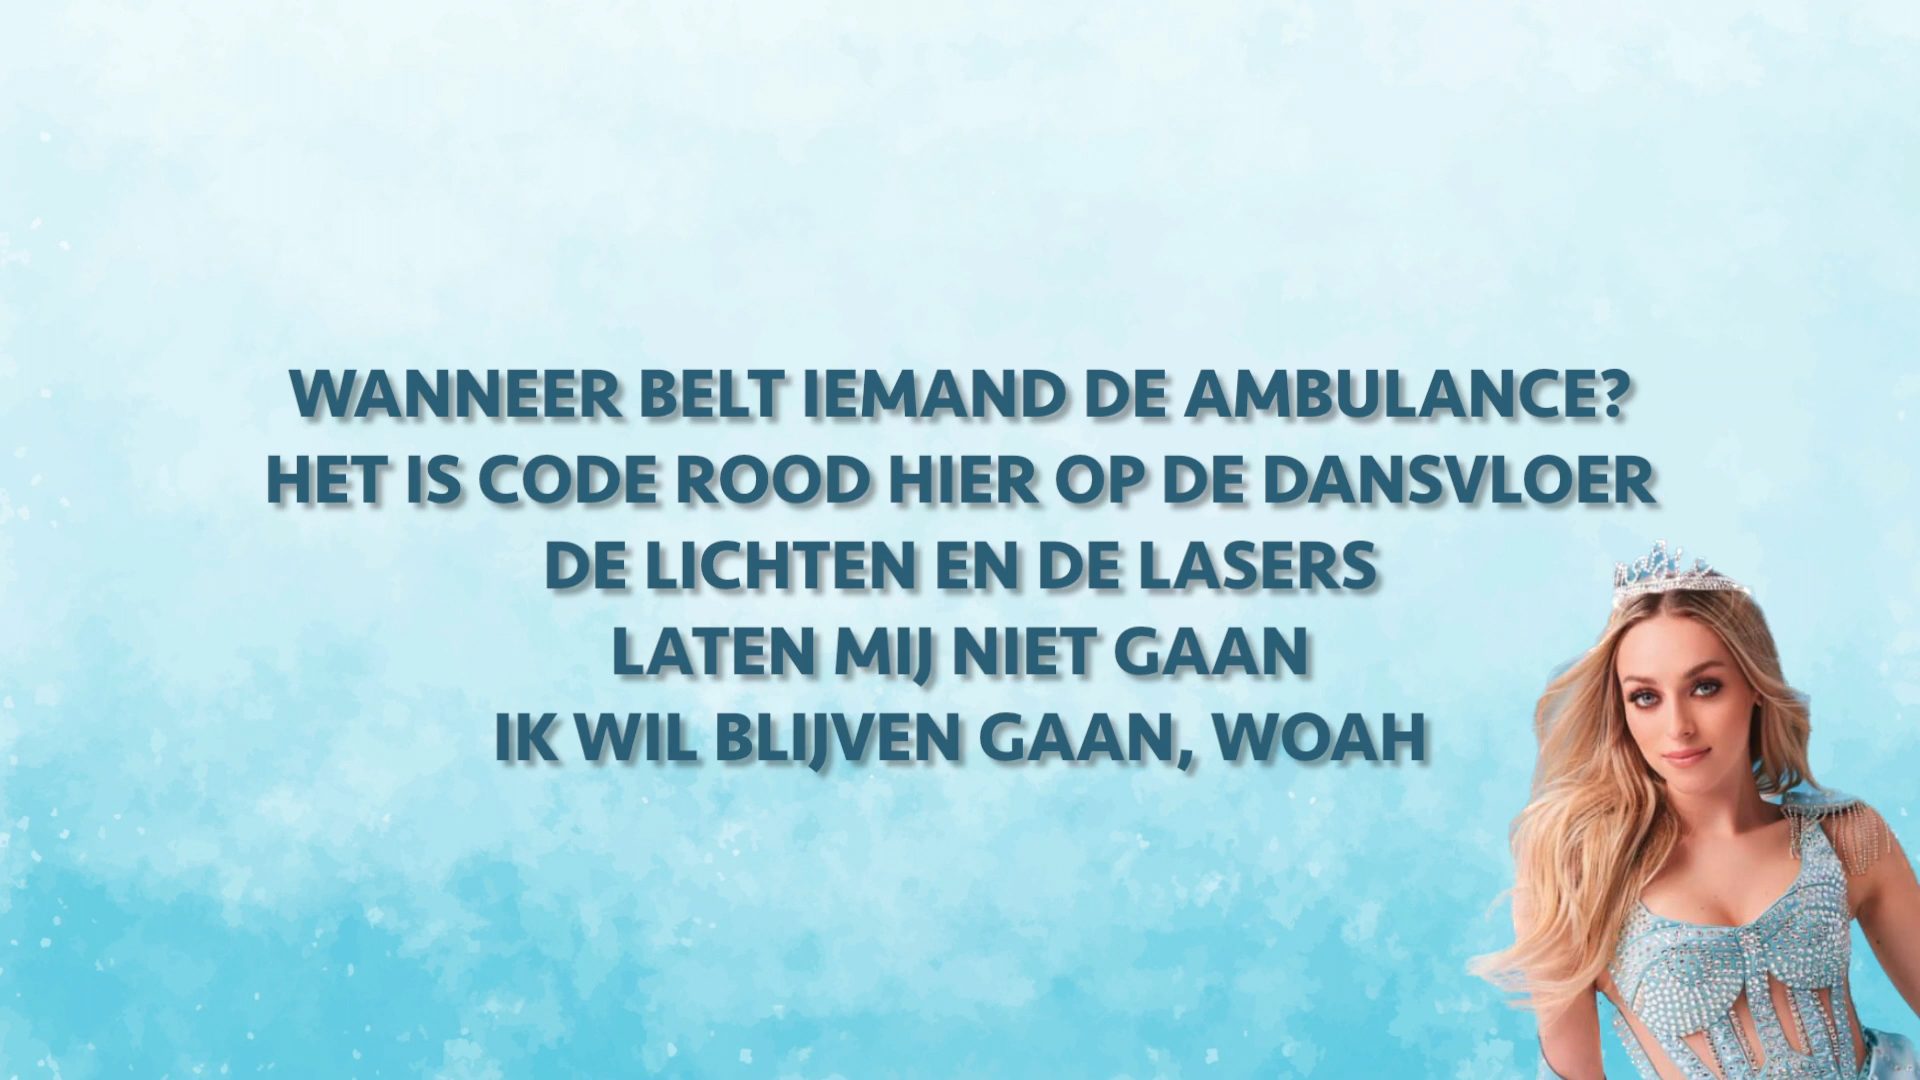 WANNEER BELT IEMAND DE AMBULANCE?
HET IS CODE ROOD HIER OP DE DANSVLOER
DE LICHTEN EN DE LASERS
LATEN MIJ NIET GAAN
IK WIL BLIJVEN GAAN, WOAH